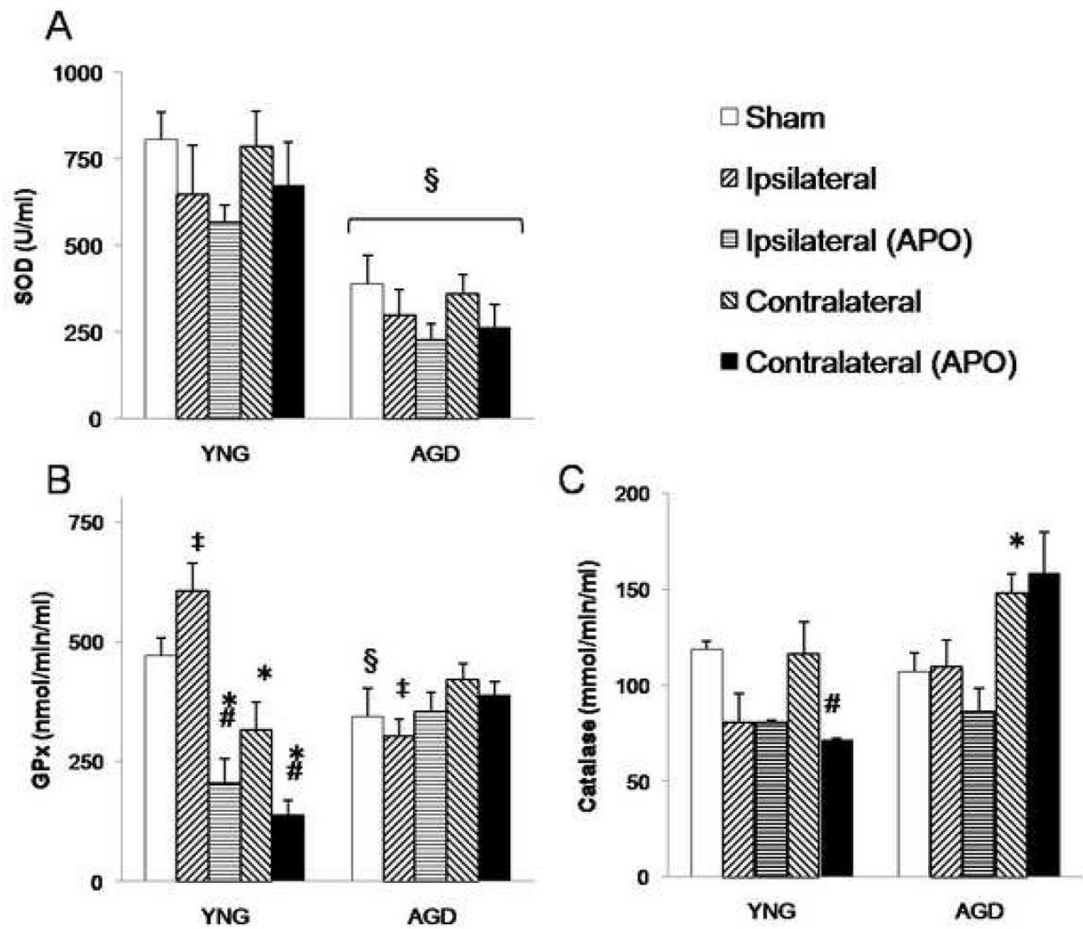 A
1000
750
500
250
0
SOD (U/ml)
§
YNG
AGD
Sham
Ipsilateral
Ipsilateral (APO)
Contralateral
Contralateral (APO)
B
750
500
250
0
GPx (nmol/min/ml)
‡
*
#
*
*
#
§
‡
YNG
AGD
C
200
150
100
50
0
Catalase (mmol/min/ml)
#
*
YNG
AGD